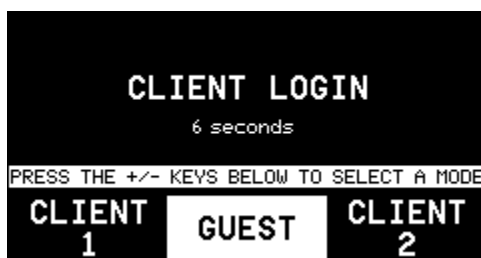 CLIENT LOGIN
6 seconds
PRESS THE +/- KEYS BELOW TO SELECT A MODE
CLIENT 1
GUEST
CLIENT 2